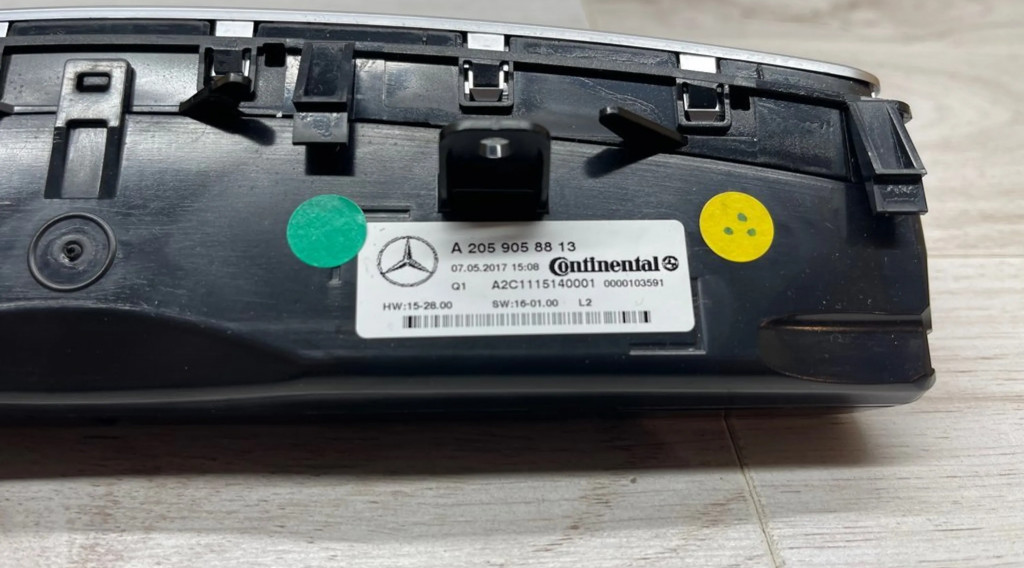 A 205 905 88 13
07.05.2017 15:08 Continental
Q1 A2C1115140001 0000103591
HW:15-28.00 SW:16-01.00 L2